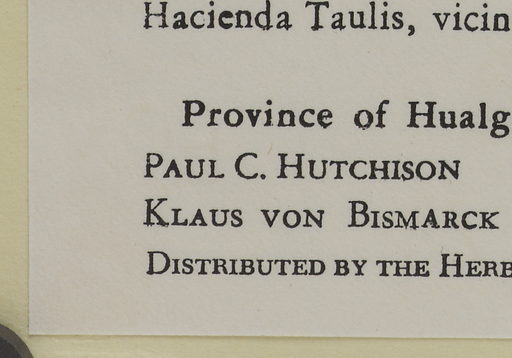 Hacienda Taulis, vicin
Province of Hualg
PAUL C. HUTCHISON
KLAUS VON BISMARCK
DISTRIBUTED BY THE HERB